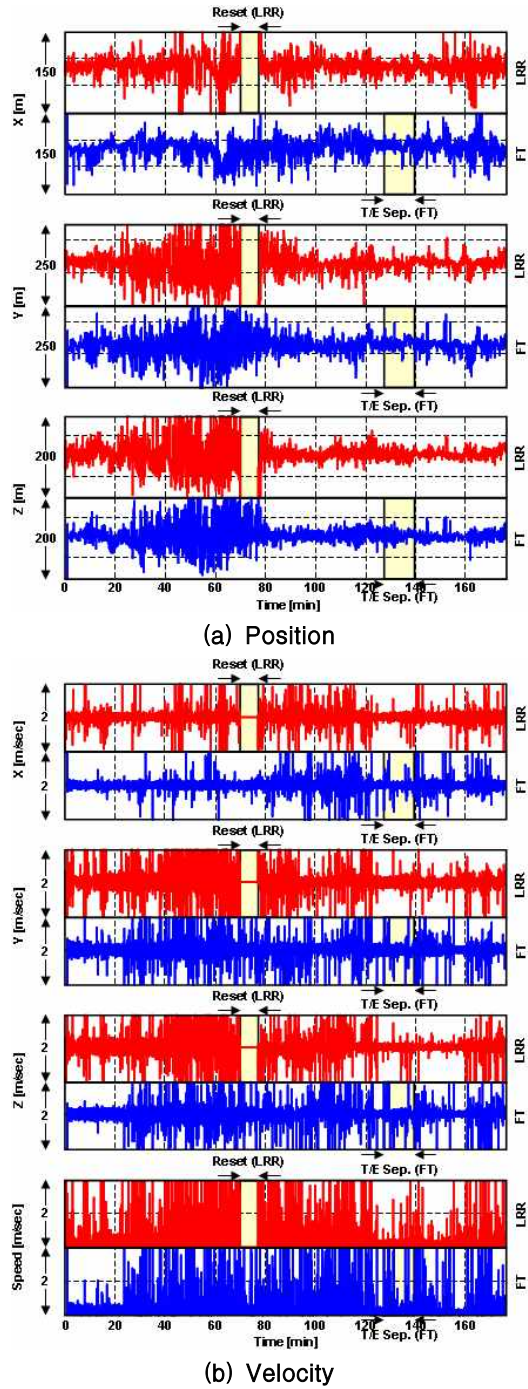 Reset (LRR)
X [m]
150
LRR
150
FT
T/E Sep. (FT)
Reset (LRR)
Y [m]
250
LRR
250
FT
T/E Sep. (FT)
Reset (LRR)
Z [m]
200
LRR
200
FT
0 20 40 60 80 100 120 140 160
T/E Sep. (FT)
Time [min]
(a) Position
Reset (LRR)
X [m/sec]
2
LRR
2
FT
T/E Sep. (FT)
Reset (LRR)
Y [m/sec]
2
LRR
2
FT
T/E Sep. (FT)
Reset (LRR)
Z [m/sec]
2
LRR
2
FT
T/E Sep. (FT)
Reset (LRR)
Speed [m/sec]
2
LRR
2
FT
0 20 40 60 80 100 120 140 160
T/E Sep. (FT)
Time [min]
(b) Velocity